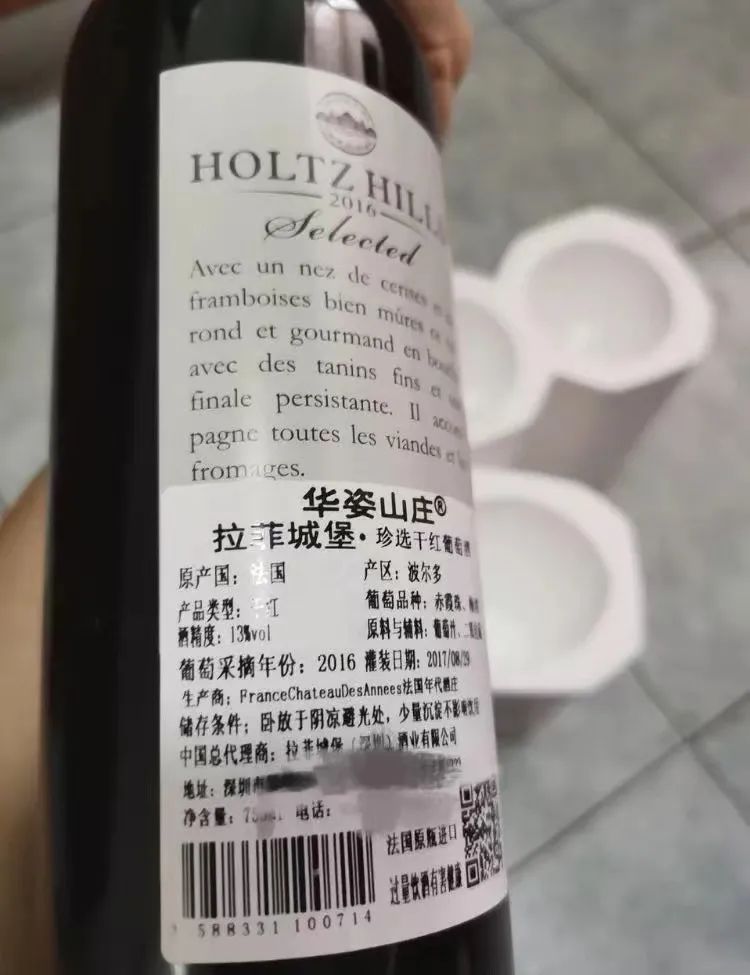 HOLTZ HILL
2016
Selected
Avec un nez de cerises
framboises bien mûres
rond et gourmand en
avec des tanins fins et
finale persistante. Il
pagne toutes les viandes et
fromages.
华姿山庄®
拉菲城堡·珍选干红葡萄酒
原产国：法国 产区：波尔多
产品类型：干红 葡萄品种：赤霞珠、
酒精度：13%vol 原料与辅料：葡萄汁、
葡萄采摘年份：2016 灌装日期：2017/08/29
生产商：FranceChateauDesAnnees法国年代酒庄
储存条件：卧放于阴凉避光处，少量沉淀不影响饮用
中国总代理商：拉菲城堡（深圳）酒业有限公司
地址：深圳市
净含量： 电话：
法国原瓶进口
过量饮酒有害健康
588331 100714